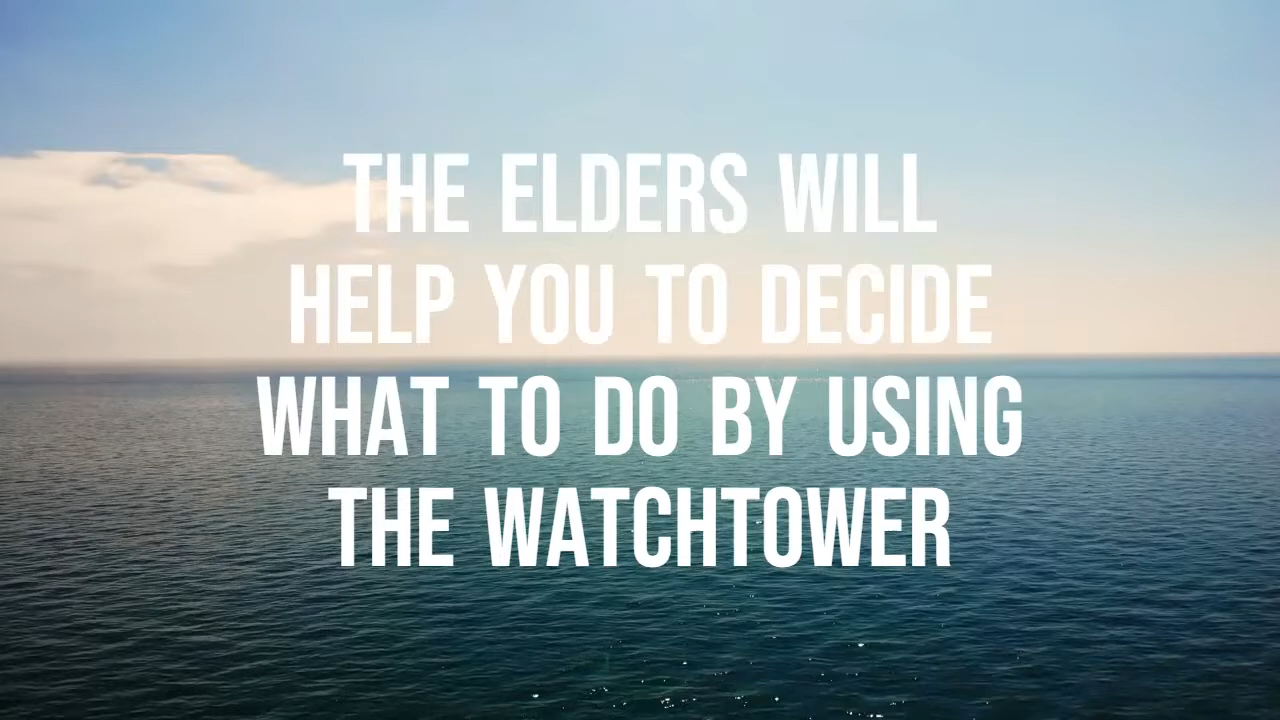 THE ELDERS WILL
HELP YOU TO DECIDE
WHAT TO DO BY USING
THE WATCHTOWER